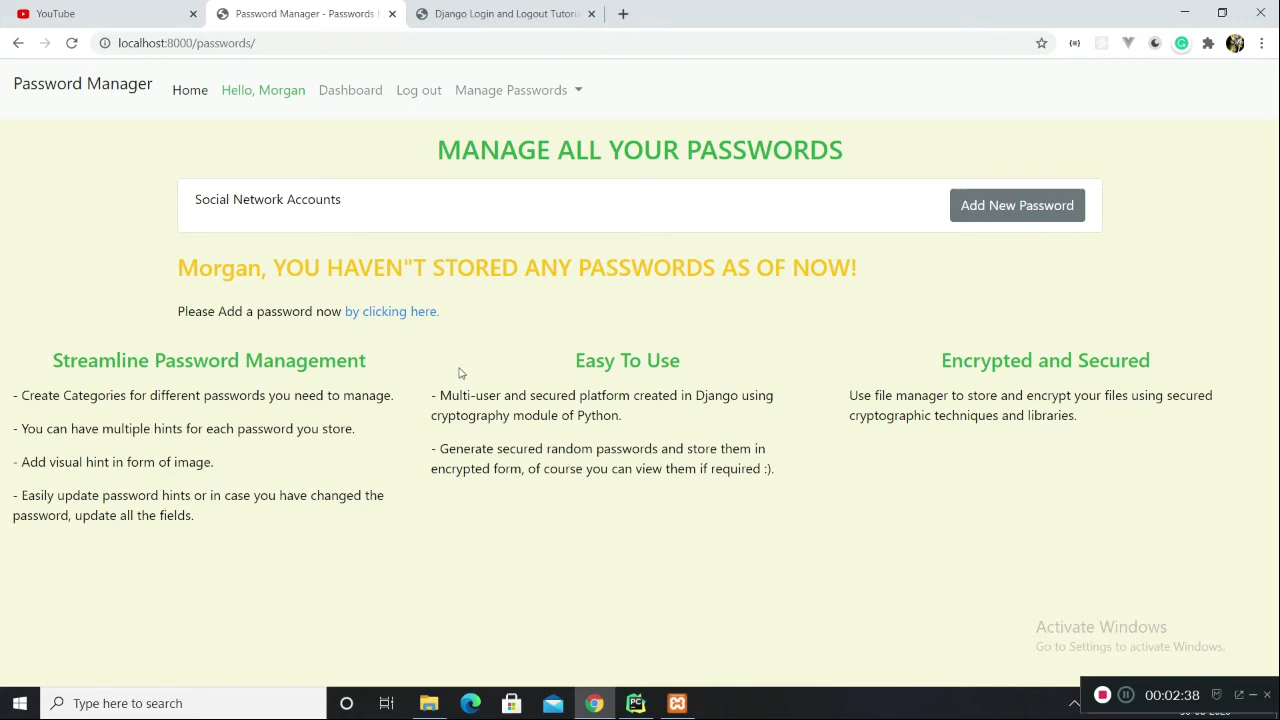 YouTube
Password Manager - Passwords
Django Login and Logout Tutori
localhost:8000/passwords/
Password Manager
Home
Hello, Morgan
Dashboard
Log out
Manage Passwords
MANAGE ALL YOUR PASSWORDS
Social Network Accounts
Add New Password
Morgan, YOU HAVEN"T STORED ANY PASSWORDS AS OF NOW!
Please Add a password now by clicking here.
Streamline Password Management
- Create Categories for different passwords you need to manage.
- You can have multiple hints for each password you store.
- Add visual hint in form of image.
- Easily update password hints or in case you have changed the
password, update all the fields.
Easy To Use
- Multi-user and secured platform created in Django using
cryptography module of Python.
- Generate secured random passwords and store them in
encrypted form, of course you can view them if required :).
Encrypted and Secured
Use file manager to store and encrypt your files using secured
cryptographic techniques and libraries.
Activate Windows
Go to Settings to activate Windows.
Type here to search
PC
00:02:38